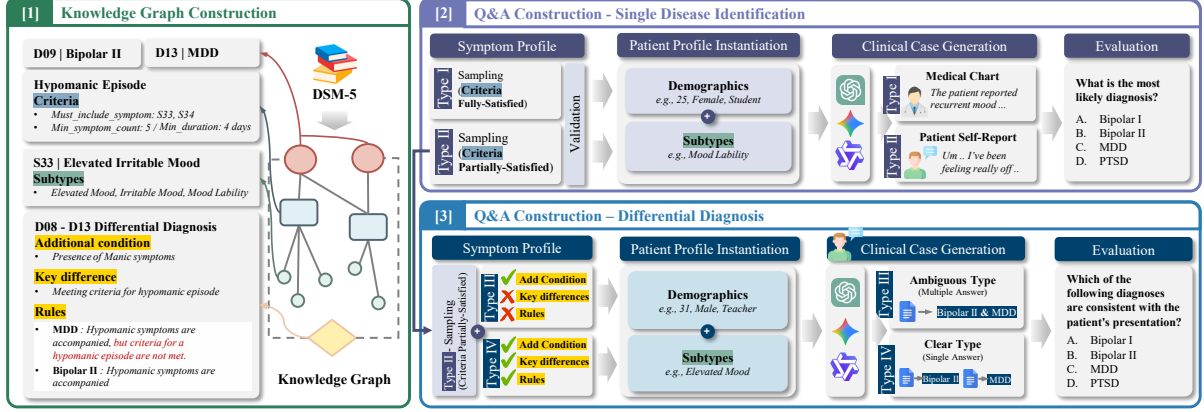 [1] Knowledge Graph Construction
D09 | Bipolar II
D13 | MDD
Hypomanic Episode
Criteria
• Must_include_symptom: S33, S34
• Min_symptom_count: 5 / Min_duration: 4 days
S33 | Elevated Irritable Mood
Subtypes
• Elevated Mood, Irritable Mood, Mood Lability
D08 - D13 Differential Diagnosis
Additional condition
• Presence of Manic symptoms
Key difference
• Meeting criteria for hypomanic episode
Rules
• MDD : Hypomanic symptoms are
accompanied, but criteria for a
hypomanic episode are not met.
• Bipolar II : Hypomanic symptoms are
accompanied
DSM-5
Knowledge Graph
[2] Q&A Construction - Single Disease Identification
Symptom Profile
Type I
Sampling
(Criteria
Fully-Satisfied)
Type II
Sampling
(Criteria
Partially-Satisfied)
Validation
Patient Profile Instantiation
Demographics
e.g., 25, Female, Student
+
Subtypes
e.g., Mood Lability
Clinical Case Generation
Type I
Medical Chart
The patient reported
recurrent mood ...
Type II
Patient Self-Report
Um .. I've been
feeling really off ..
Evaluation
What is the most
likely diagnosis?
A. Bipolar I
B. Bipolar II
C. MDD
D. PTSD
[3] Q&A Construction – Differential Diagnosis
Symptom Profile
Type II - Sampling
(Criteria Partially-Satisfied)
+
Type III
Add Condition
Key differences
Rules
Type IV
Add Condition
Key differences
Rules
Patient Profile Instantiation
Demographics
e.g., 31, Male, Teacher
+
Subtypes
e.g., Elevated Mood
Clinical Case Generation
Type III
Ambiguous Type
(Multiple Answer)
Bipolar II & MDD
Type IV
Clear Type
(Single Answer)
Bipolar II
MDD
Evaluation
Which of the
following diagnoses
are consistent with the
patient's presentation?
A. Bipolar I
B. Bipolar II
C. MDD
D. PTSD